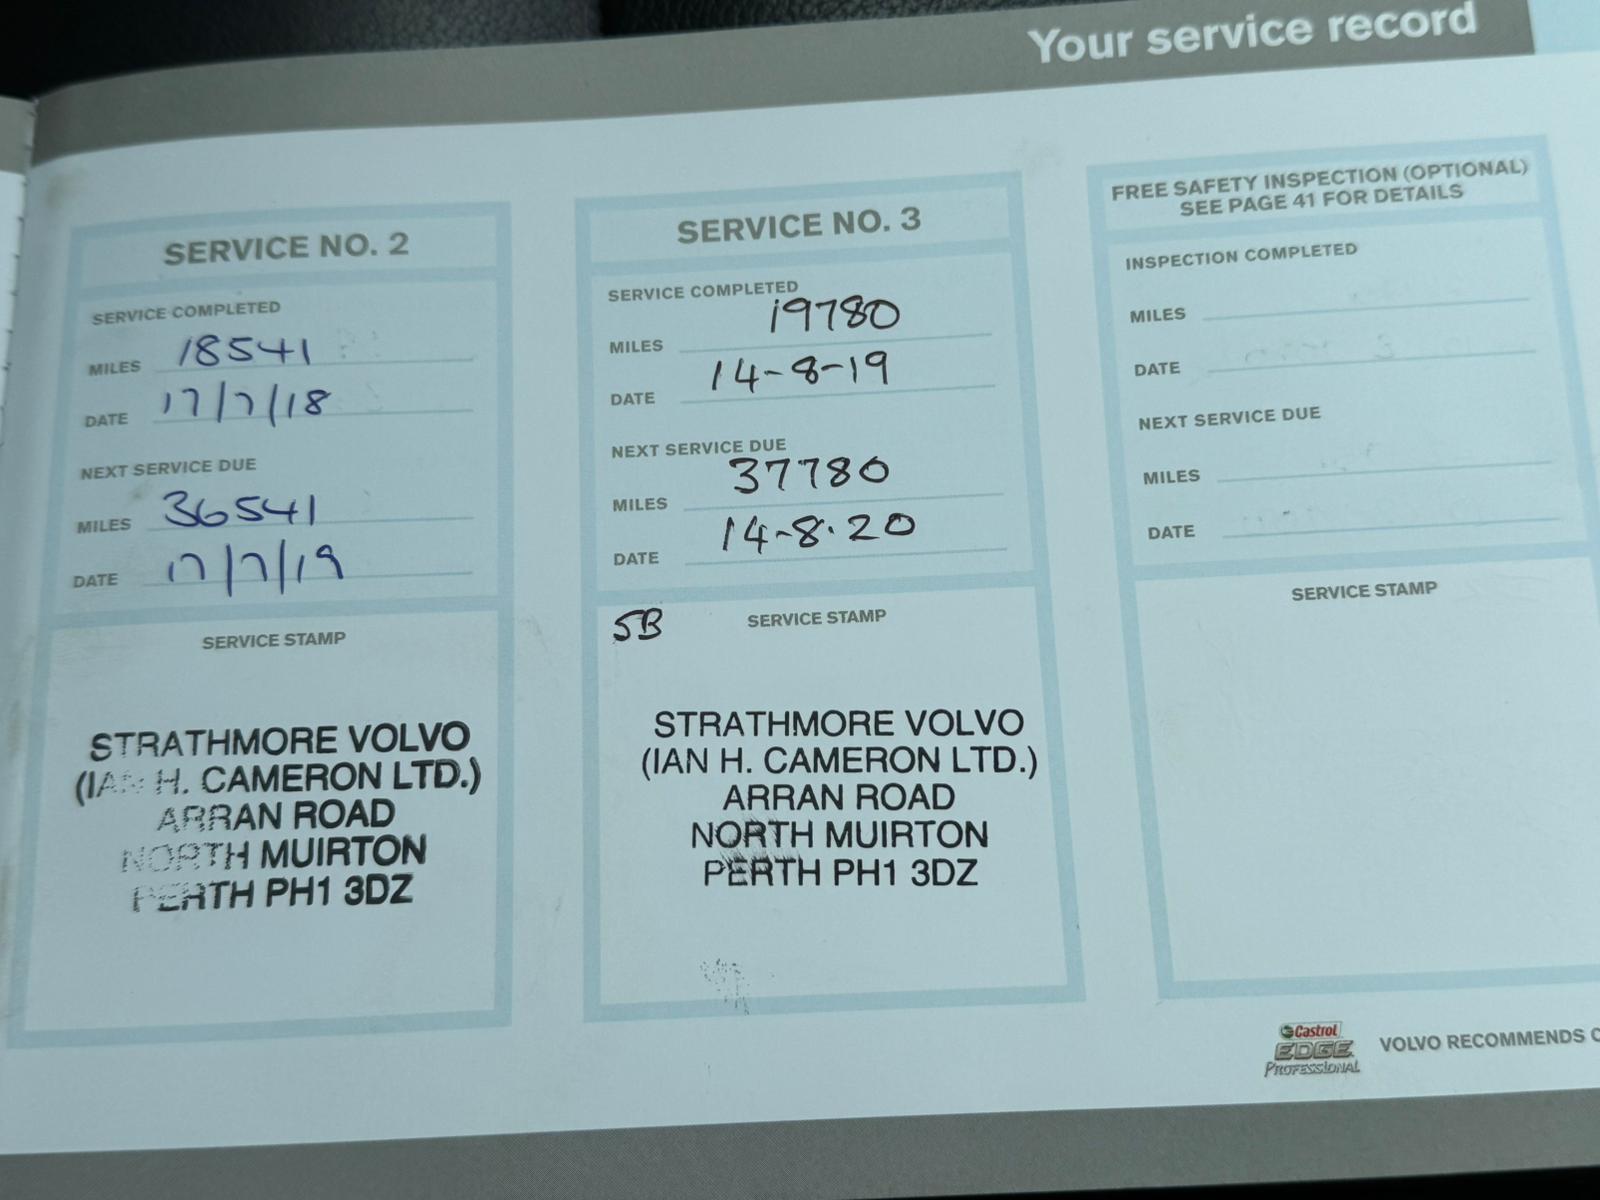 Your service record
SERVICE NO. 2
SERVICE COMPLETED
MILES 18541
DATE 17/7/18
NEXT SERVICE DUE
MILES 36541
DATE 17/7/19
SERVICE STAMP
STRATHMORE VOLVO
(IAN H. CAMERON LTD.)
ARRAN ROAD
NORTH MUIRTON
PERTH PH1 3DZ
SERVICE NO. 3
SERVICE COMPLETED
MILES 19780
DATE 14-8-19
NEXT SERVICE DUE
MILES 37780
DATE 14-8-20
SB SERVICE STAMP
STRATHMORE VOLVO
(IAN H. CAMERON LTD.)
ARRAN ROAD
NORTH MUIRTON
PERTH PH1 3DZ
FREE SAFETY INSPECTION (OPTIONAL)
SEE PAGE 41 FOR DETAILS
INSPECTION COMPLETED
MILES
DATE
NEXT SERVICE DUE
MILES
DATE
SERVICE STAMP
Castrol
EDGE
PROFESSIONAL
VOLVO RECOMMENDS